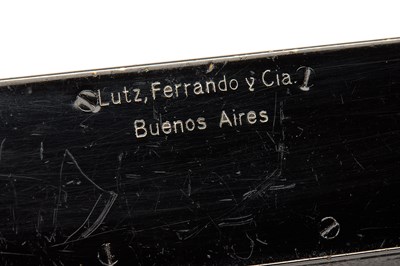 Lutz, Ferrando y Cia.
Buenos Aires